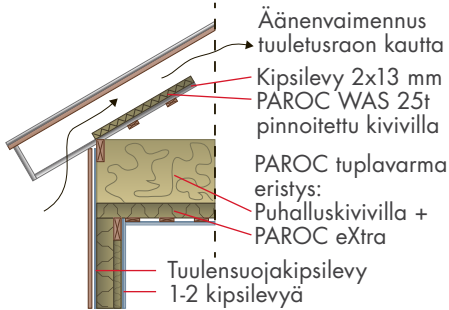 Äänenvaimennus
tuuletusraon kautta
Kipsilevy 2x13 mm
PAROC WAS 25t
pinnoitettu kivivilla
PAROC tuplavarma
eristys:
Puhalluskivivilla +
PAROC eXtra
Tuulensuojakipsilevy
1-2 kipsilevyä